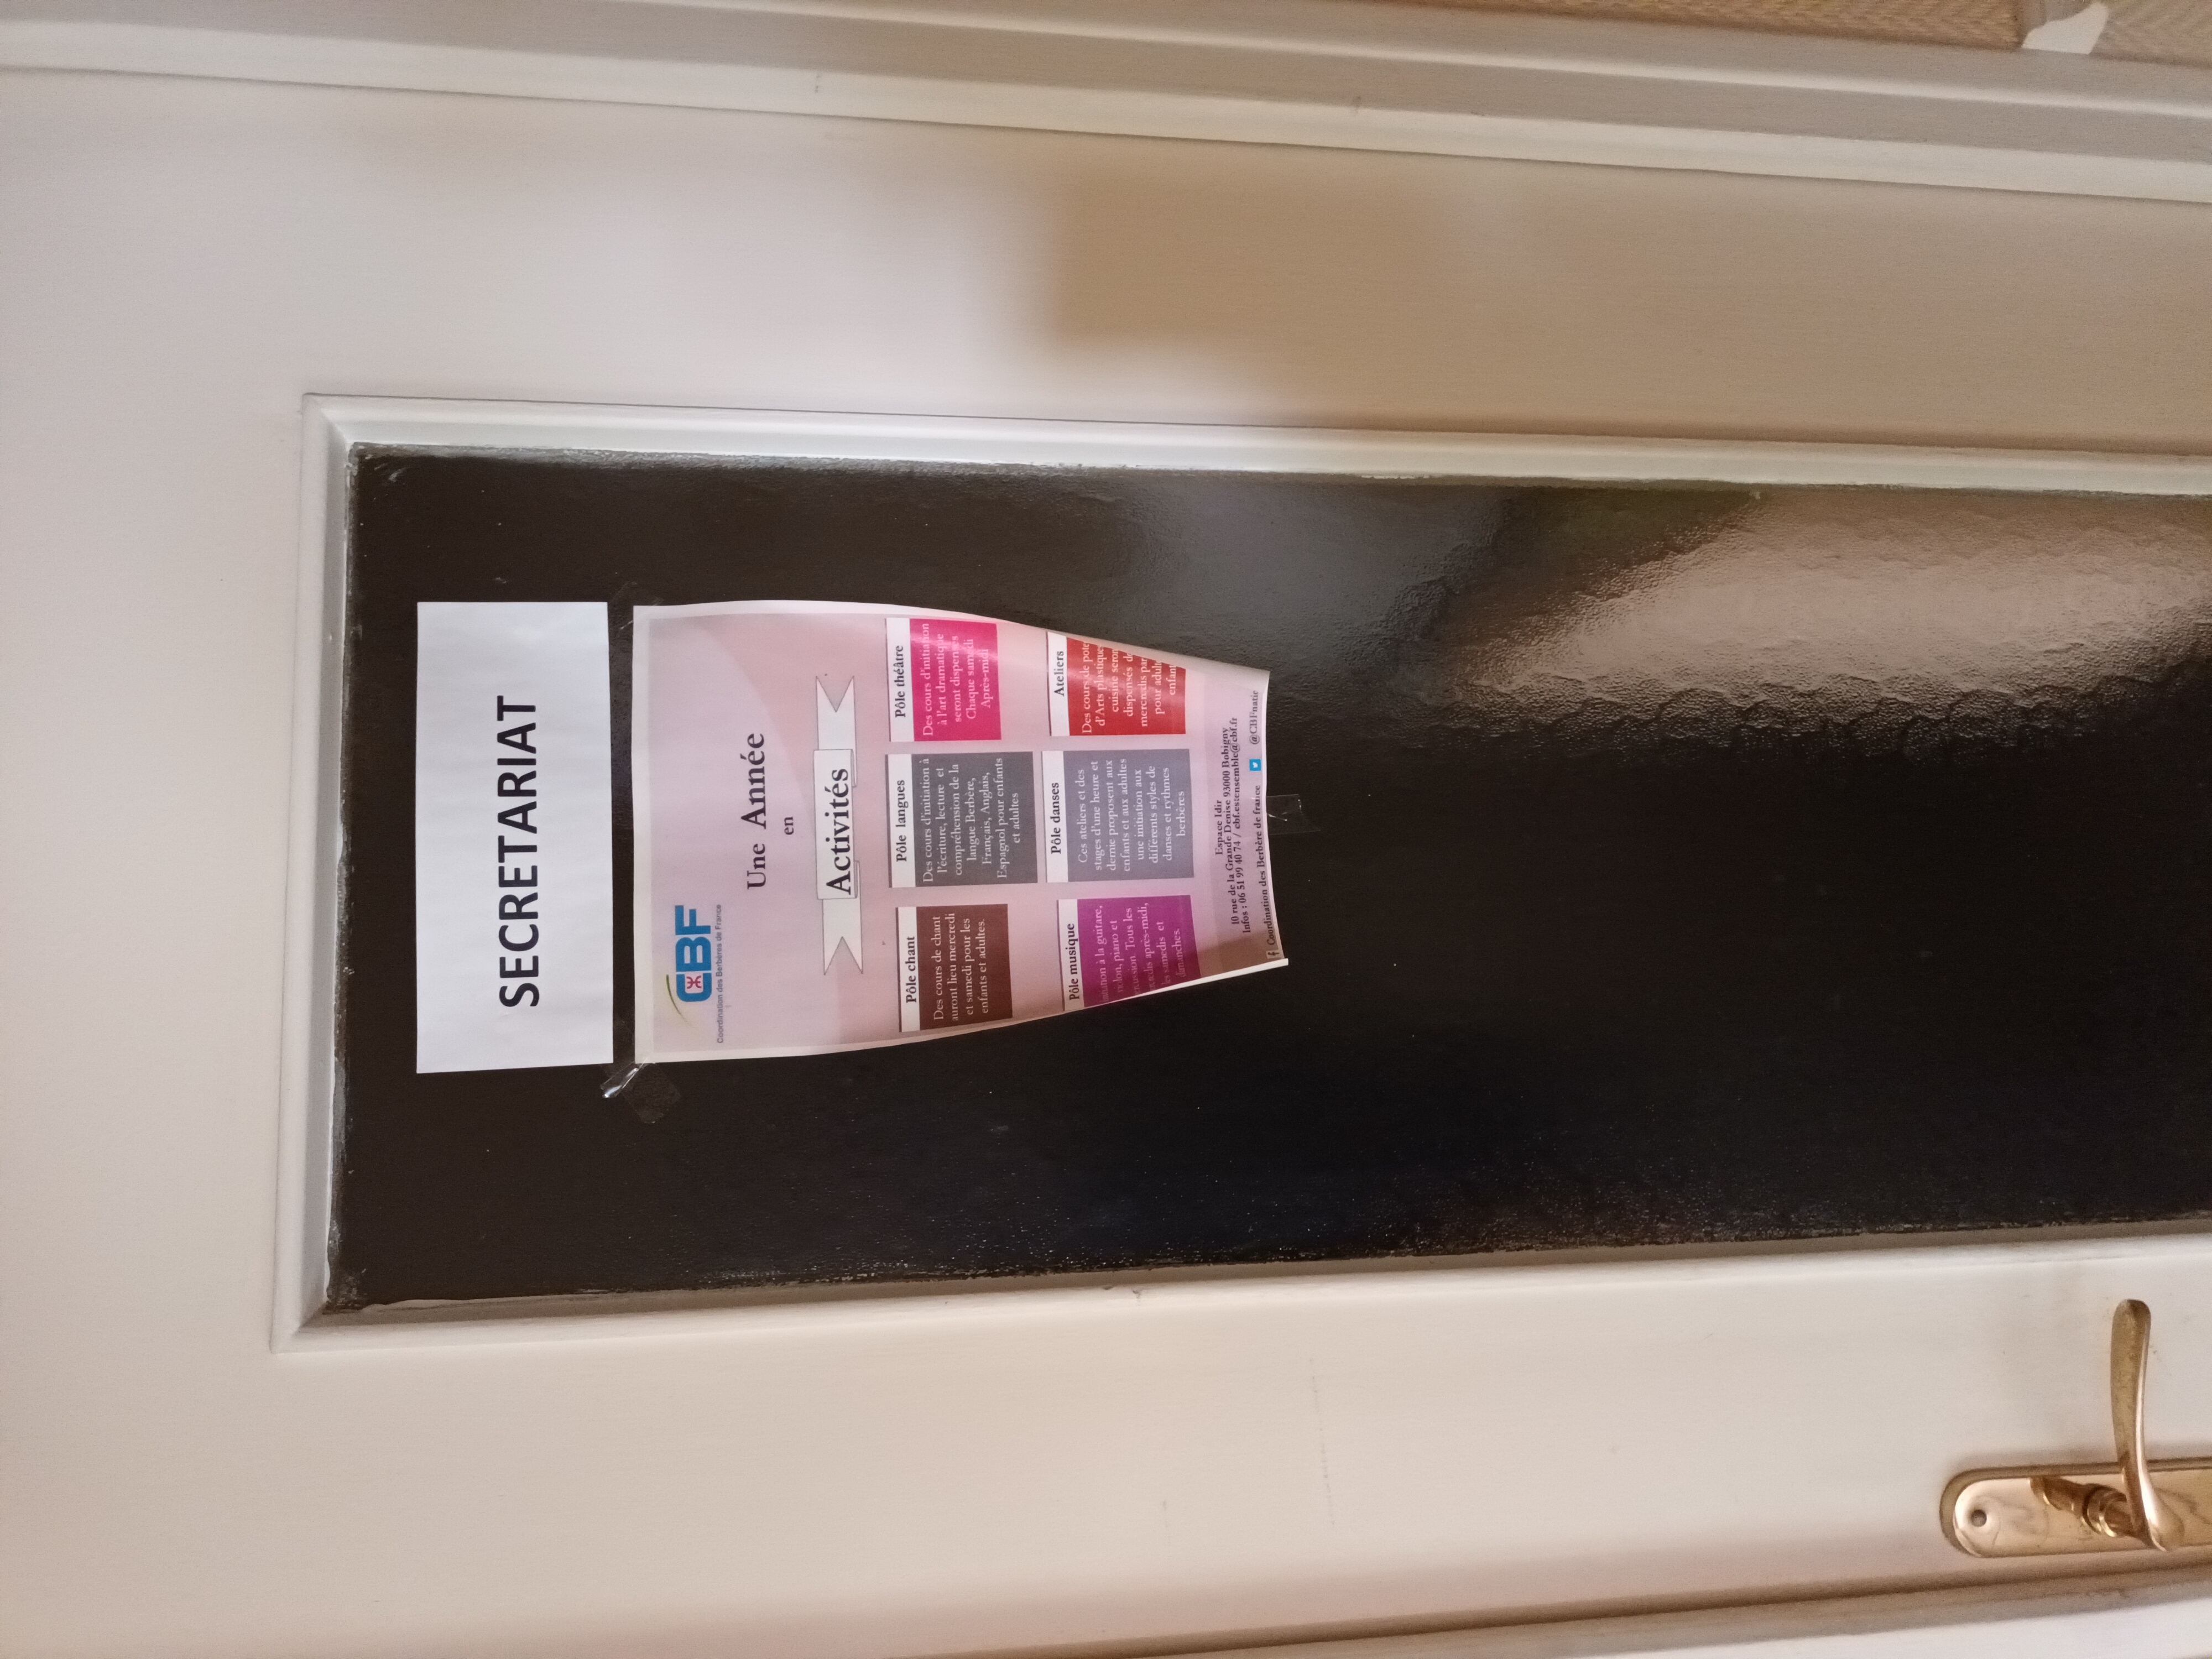 SECRETARIAT
CBF
Coordination des Berbères de France
Une Année
en
Activités
Pôle chant
Des cours de chant
auront lieu mercredi
et samedi pour les
enfants et adultes.
Pôle langues
Des cours d'initiation à
l'écriture, lecture et
compréhension de la
langue Berbère,
Français, Anglais,
Espagnol pour enfants
et adultes
Pôle théâtre
Des cours d'initiation
à l'art dramatique
seront dispensés
Chaque samedi
Après-midi
Pôle musique
à la guitare,
piano et
Tous les
après-midi,
samedis et
dimanches.
Pôle danses
Ces ateliers et des
stages d'une heure et
demie proposent aux
enfants et aux adultes
une initiation aux
différents styles de
danses et rythmes
berbères
Ateliers
Des cours de
d'Arts plastique
cuisine
dispensés
mercredis
pour
Espace Idir
10 rue de la Grande Denise 93000 Bobigny
Infos : 06 51 99 40 74 / cbf.estensemble@cbf.fr
Coordination des Berbère de france @CBFnatir